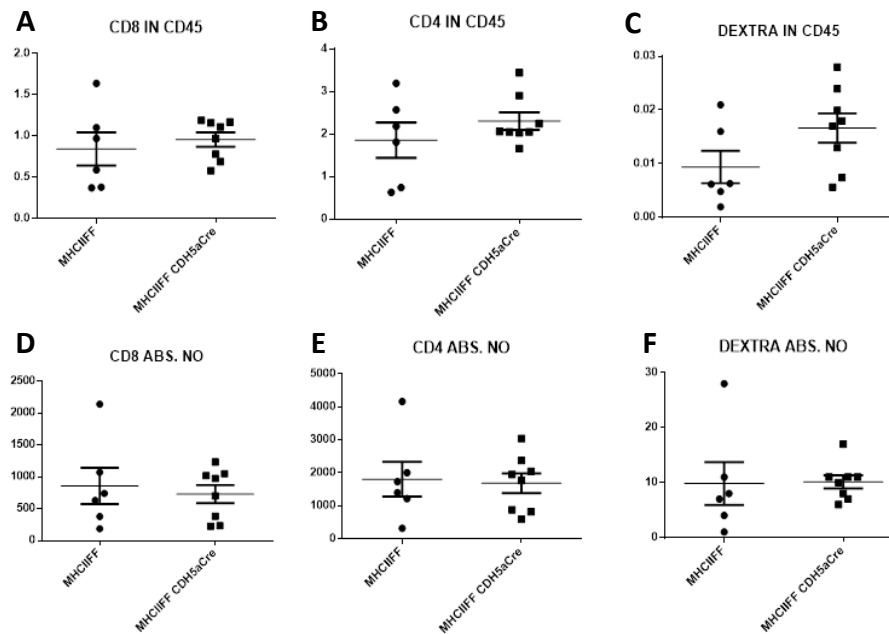 A
CD8 IN CD45
2.0
1.5
1.0
0.5
0.0
MHCIIFF
MHCIIFF CDH5aCre
B
CD4 IN CD45
4
3
2
1
0
MHCIIFF
MHCIIFF CDH5aCre
C
DEXTRA IN CD45
0.03
0.02
0.01
0.00
MHCIIFF
MHCIIFF CDH5aCre
D
CD8 ABS. NO
2500
2000
1500
1000
500
0
MHCIIFF
MHCIIFF CDH5aCre
E
CD4 ABS. NO
5000
4000
3000
2000
1000
0
MHCIIFF
MHCIIFF CDH5aCre
F
DEXTRA ABS. NO
30
20
10
0
MHCIIFF
MHCIIFF CDH5aCre